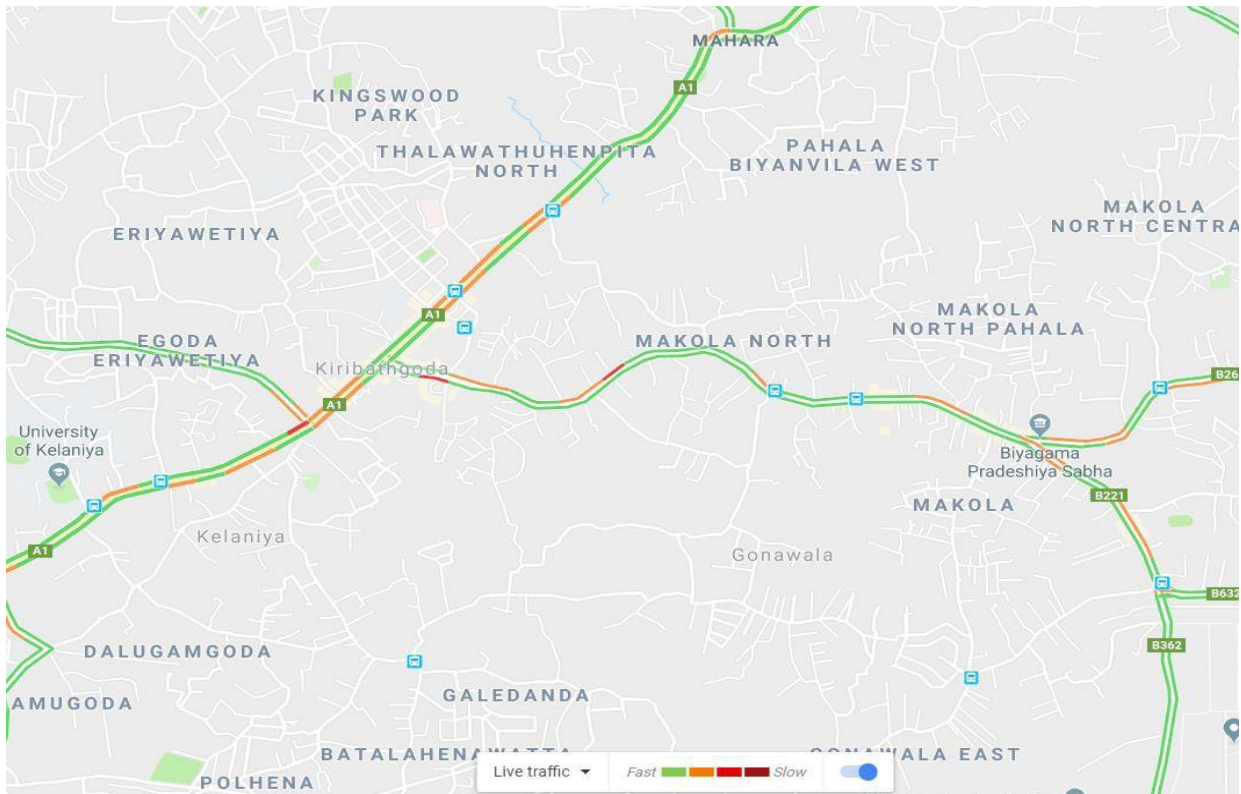 MAHARA
A1
KINGSWOOD
PARK
THALAWATHUHENPITA
NORTH
PAHALA
BIYANVILA WEST
MAKOLA
NORTH CENTRA
ERIYAWETIYA
A1
MAKOLA
NORTH PAHALA
EGODA
ERIYAWETIYA
MAKOLA NORTH
Kiribathgoda
B26
A1
University
of Kelaniya
Biyagama
Pradeshiya Sabha
B221
MAKOLA
Kelaniya
A1
Gonawala
B632
B362
DALUGAMGODA
AMUGODA
GALEDANDA
BATALAHENAWATTA
GONAWALA EAST
POLHENA
Live traffic
Fast
Slow